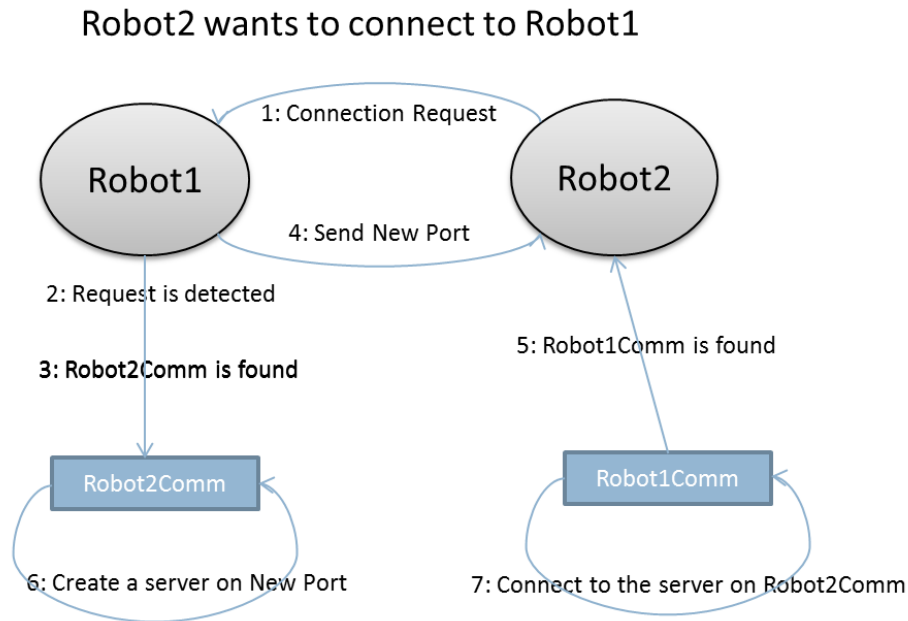 Robot2 wants to connect to Robot1
1: Connection Request
Robot1
Robot2
4: Send New Port
2: Request is detected
3: Robot2Comm is found
5: Robot1Comm is found
Robot2Comm
Robot1Comm
6: Create a server on New Port
7: Connect to the server on Robot2Comm